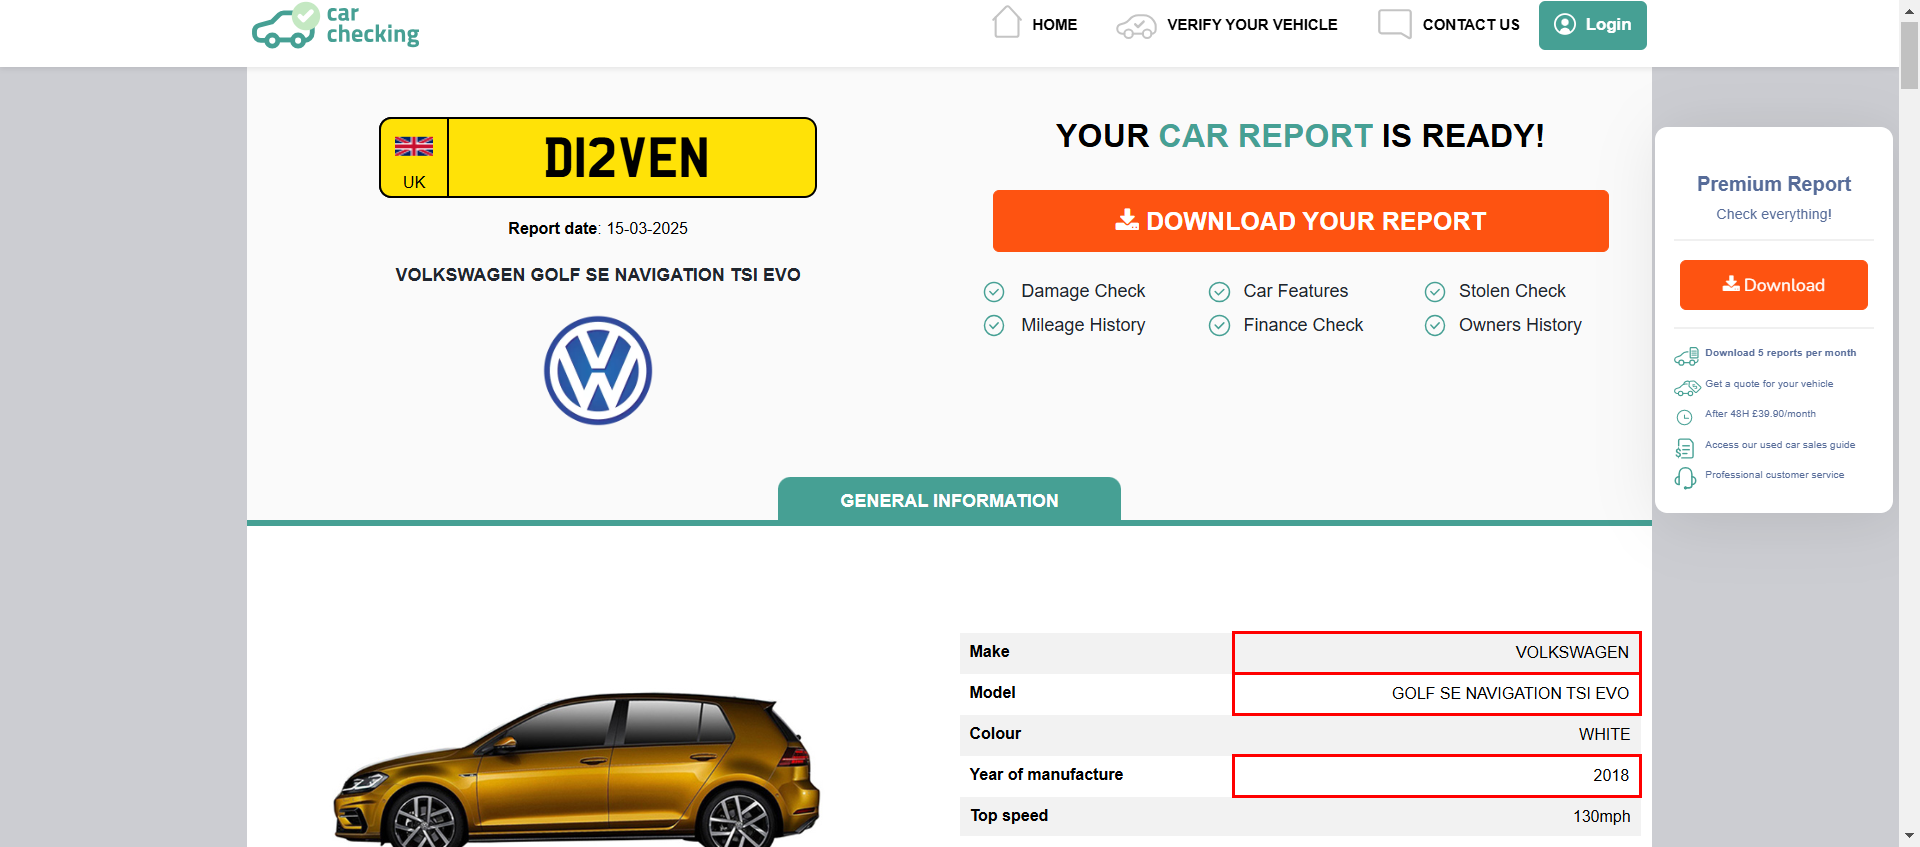 car
checking
HOME
VERIFY YOUR VEHICLE
CONTACT US
Login
UK
DI2VEN
Report date: 15-03-2025
VOLKSWAGEN GOLF SE NAVIGATION TSI EVO
YOUR CAR REPORT IS READY!
DOWNLOAD YOUR REPORT
Damage Check
Car Features
Stolen Check
Mileage History
Finance Check
Owners History
Premium Report
Check everything!
Download
Download 5 reports per month
Get a quote for your vehicle
After 48H £39.90/month
Access our used car sales guide
Professional customer service
GENERAL INFORMATION
Make VOLKSWAGEN
Model GOLF SE NAVIGATION TSI EVO
Colour WHITE
Year of manufacture 2018
Top speed 130mph